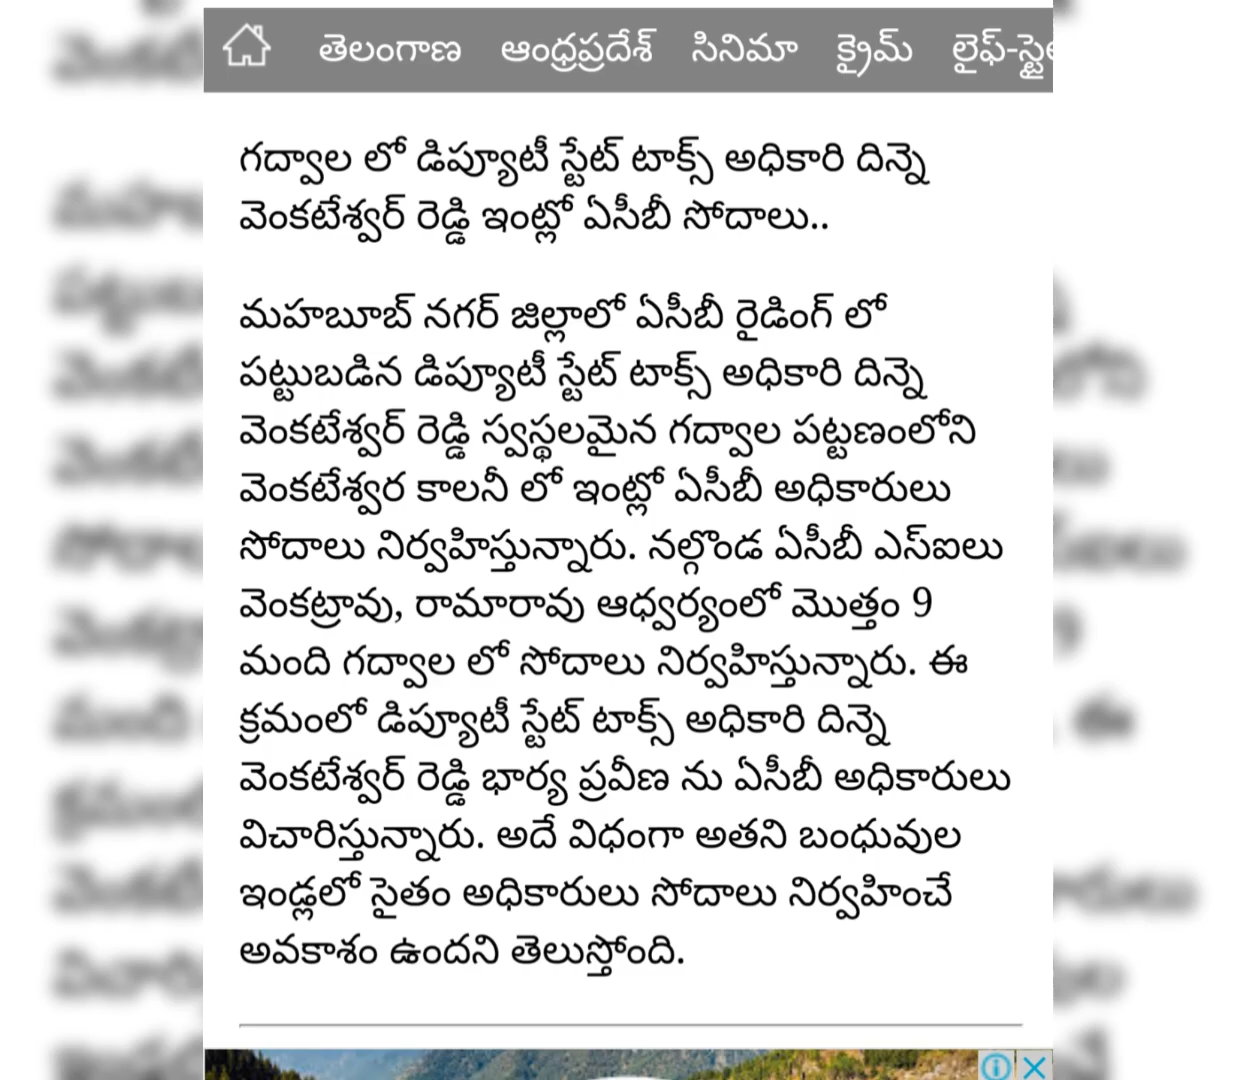 తెలంగాణ ఆంధ్రప్రదేశ్ సినిమా క్రైమ్ లైఫ్-స్టైల
గద్వాల లో డిప్యూటీ స్టేట్ టాక్స్ అధికారి దిన్నె
వెంకటేశ్వర్ రెడ్డి ఇంట్లో ఏసీబీ సోదాలు..
మహబూబ్ నగర్ జిల్లాలో ఏసీబీ రైడింగ్ లో
పట్టుబడిన డిప్యూటీ స్టేట్ టాక్స్ అధికారి దిన్నె
వెంకటేశ్వర్ రెడ్డి స్వస్థలమైన గద్వాల పట్టణంలోని
వెంకటేశ్వర కాలనీ లో ఇంట్లో ఏసీబీ అధికారులు
సోదాలు నిర్వహిస్తున్నారు. నల్గొండ ఏసీబీ ఎస్ఐలు
వెంకట్రావు, రామారావు ఆధ్వర్యంలో మొత్తం 9
మంది గద్వాల లో సోదాలు నిర్వహిస్తున్నారు. ఈ
క్రమంలో డిప్యూటీ స్టేట్ టాక్స్ అధికారి దిన్నె
వెంకటేశ్వర్ రెడ్డి భార్య ప్రవీణ ను ఏసీబీ అధికారులు
విచారిస్తున్నారు. అదే విధంగా అతని బంధువుల
ఇండ్లలో సైతం అధికారులు సోదాలు నిర్వహించే
అవకాశం ఉందని తెలుస్తోంది.